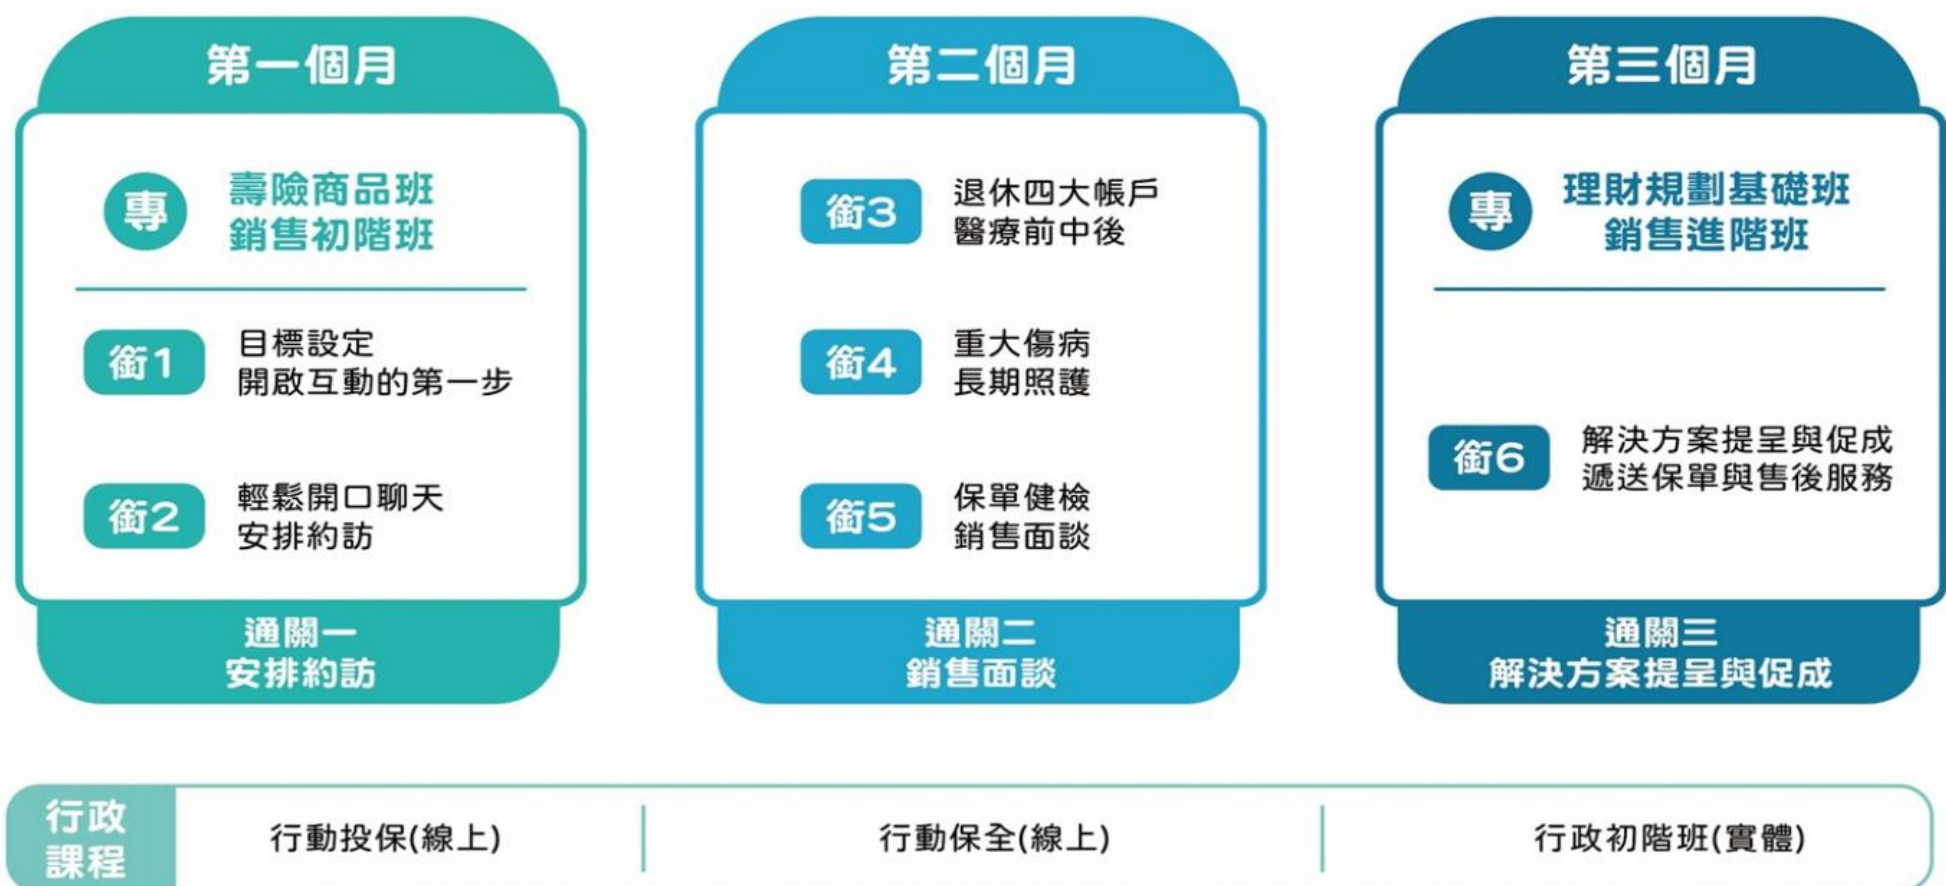 第一個月
專
壽險商品班
銷售初階班
銜1
目標設定
開啟互動的第一步
銜2
輕鬆開口聊天
安排約訪
通關一
安排約訪
第二個月
銜3
退休四大帳戶
醫療前中後
銜4
重大傷病
長期照護
銜5
保單健檢
銷售面談
通關二
銷售面談
第三個月
專
理財規劃基礎班
銷售進階班
銜6
解決方案提呈與促成
遞送保單與售後服務
通關三
解決方案提呈與促成
行政
課程
行動投保(線上)
行動保全(線上)
行政初階班(實體)